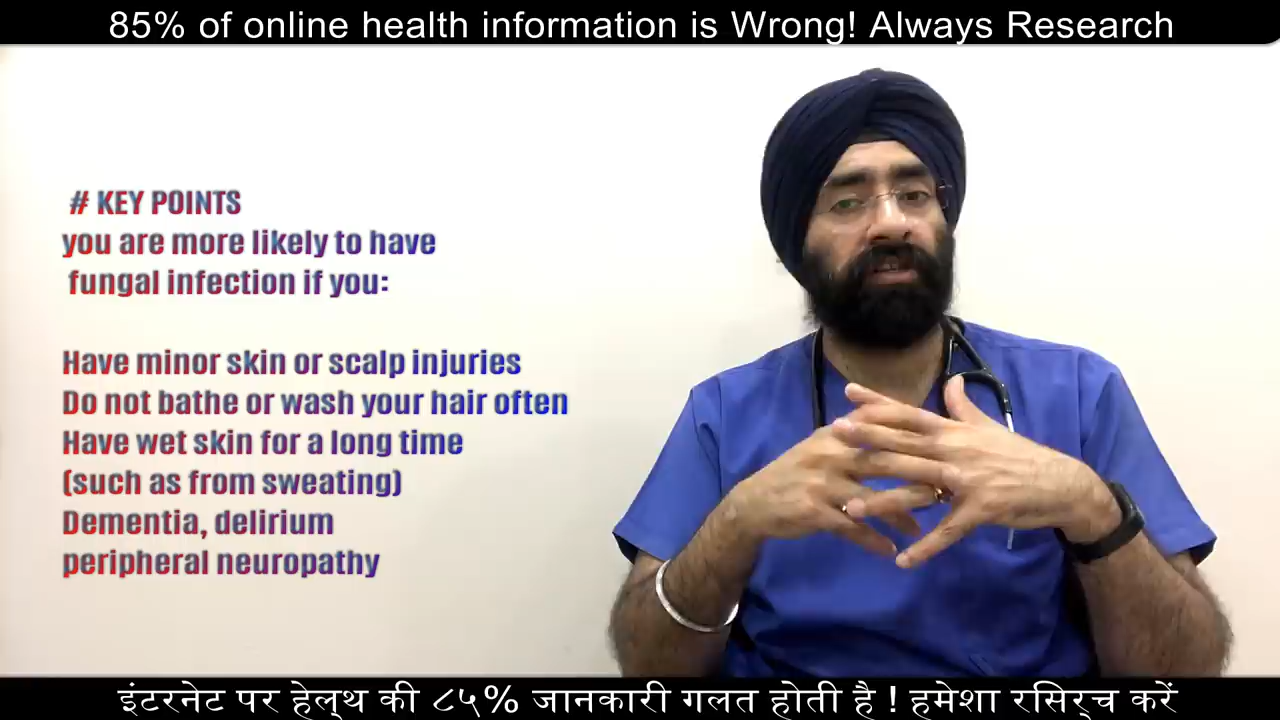 85% of online health information is Wrong! Always Research
# KEY POINTS
you are more likely to have
fungal infection if you:
Have minor skin or scalp injuries
Do not bathe or wash your hair often
Have wet skin for a long time
(such as from sweating)
Dementia, delirium
peripheral neuropathy
इंटरनेट पर हेल्थ की ८५% जानकारी गलत होती है ! हमेशा रिसर्च करें